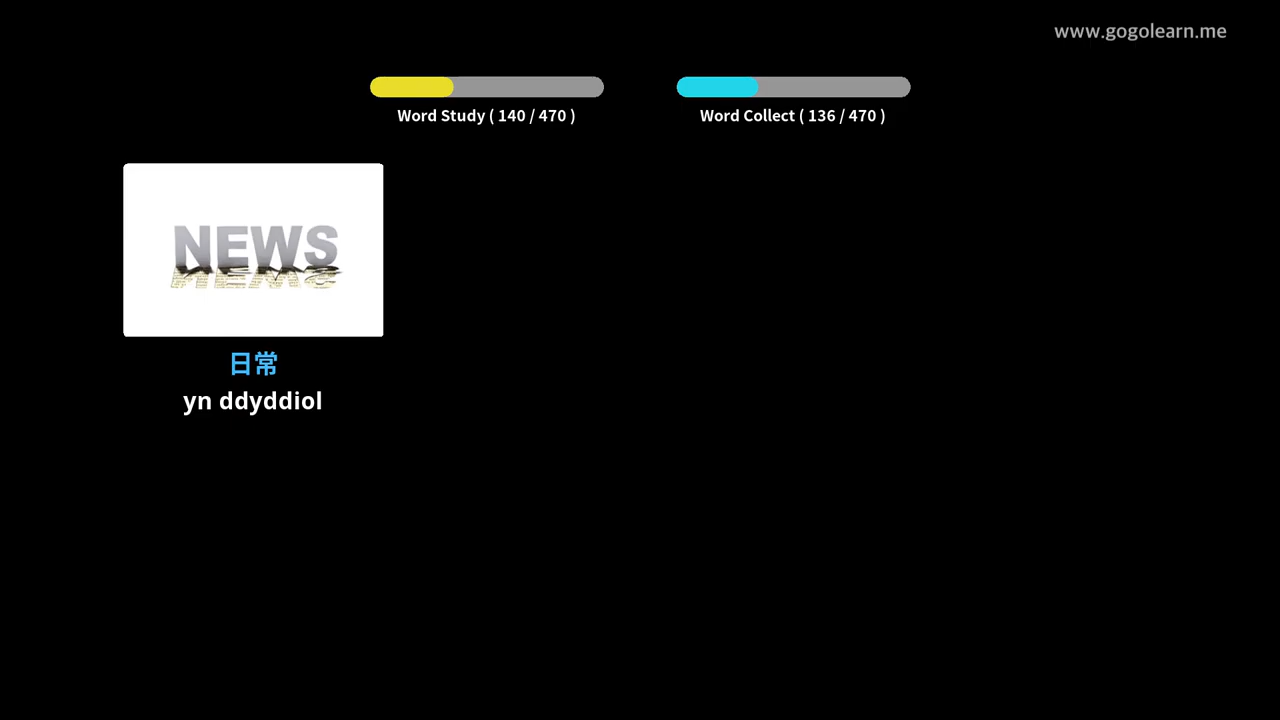 www.gogolearn.me
Word Study ( 140 / 470 )
Word Collect ( 136 / 470 )
NEWS
日常
yn ddyddiol